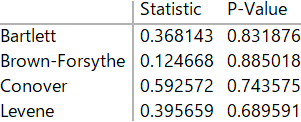 Statistic P-Value
Bartlett 0.368143 0.831876
Brown-Forsythe 0.124668 0.885018
Conover 0.592572 0.743575
Levene 0.395659 0.689591